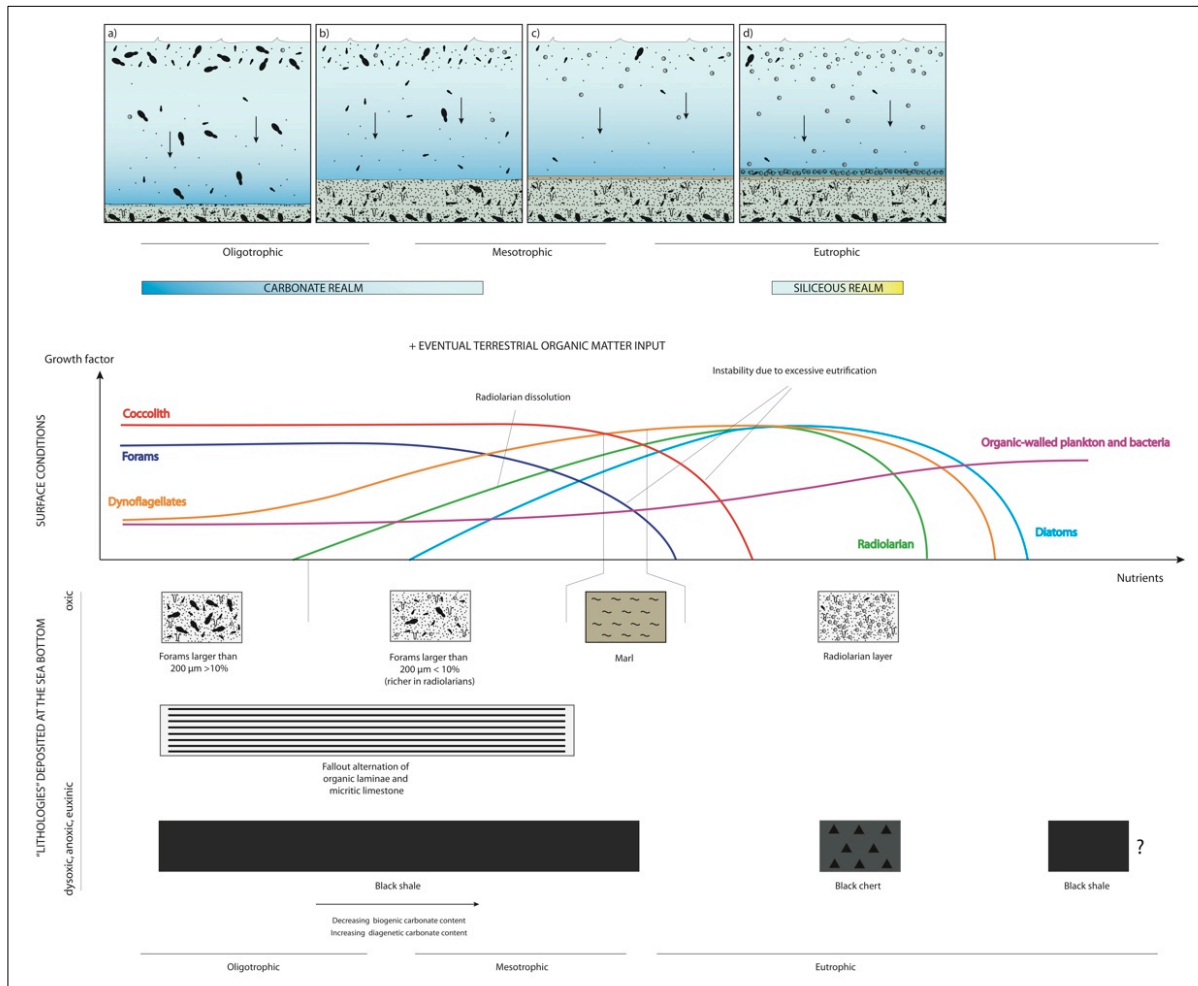 a)
b)
c)
d)
Oligotrophic
Mesotrophic
Eutrophic
CARBONATE REALM
SILICEOUS REALM
+ EVENTUAL TERRESTRIAL ORGANIC MATTER INPUT
Growth factor
Instability due to excessive eutrification
Radiolarian dissolution
SURFACE CONDITIONS
Coccolith
Forams
Dynoflagellates
Organic-walled plankton and bacteria
Radiolarian
Diatoms
Nutrients
"LITHOLOGIES" DEPOSITED AT THE SEA BOTTOM
oxic
dysoxic, anoxic, euxinic
Forams larger than
200 µm >10%
Forams larger than
200 µm < 10%
(richer in radiolarians)
Marl
Radiolarian layer
Fallout alternation of
organic laminae and
micritic limestone
Black shale
Black chert
?
Black shale
Decreasing biogenic carbonate content
Increasing diagenetic carbonate content
Oligotrophic
Mesotrophic
Eutrophic